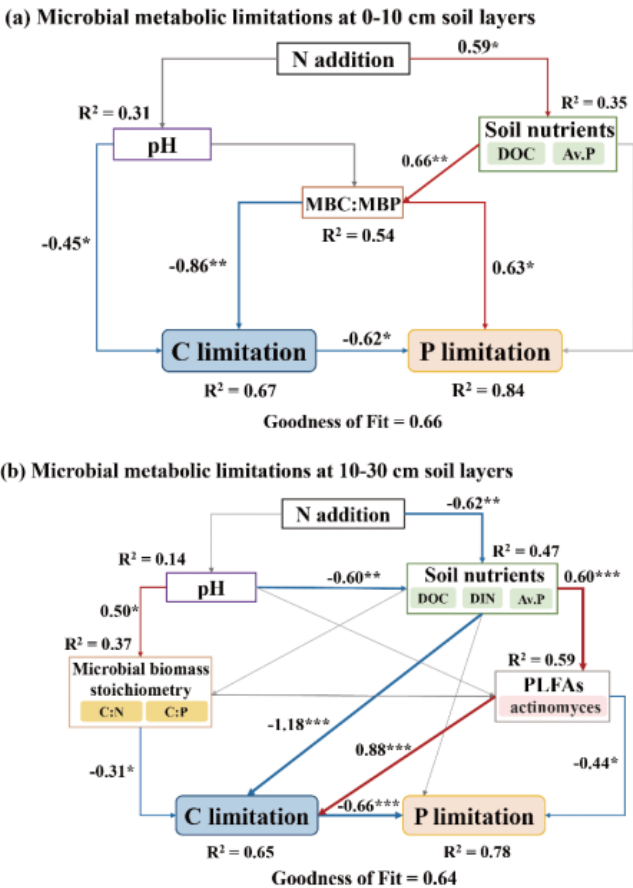 (a) Microbial metabolic limitations at 0-10 cm soil layers
N addition
0.59*
R² = 0.31
R² = 0.35
pH
Soil nutrients
DOC Av.P
0.66**
MBC:MBP
R² = 0.54
-0.45*
-0.86**
0.63*
C limitation
-0.62*
P limitation
R² = 0.67
R² = 0.84
Goodness of Fit = 0.66
(b) Microbial metabolic limitations at 10-30 cm soil layers
N addition
-0.62**
R² = 0.14
R² = 0.47
pH
-0.60**
Soil nutrients
DOC DIN Av.P
0.60***
0.50*
R² = 0.37
R² = 0.59
Microbial biomass
stoichiometry
C:N C:P
PLFAs
actinomyces
-1.18***
0.88***
-0.31*
-0.44*
C limitation
-0.66***
P limitation
R² = 0.65
R² = 0.78
Goodness of Fit = 0.64